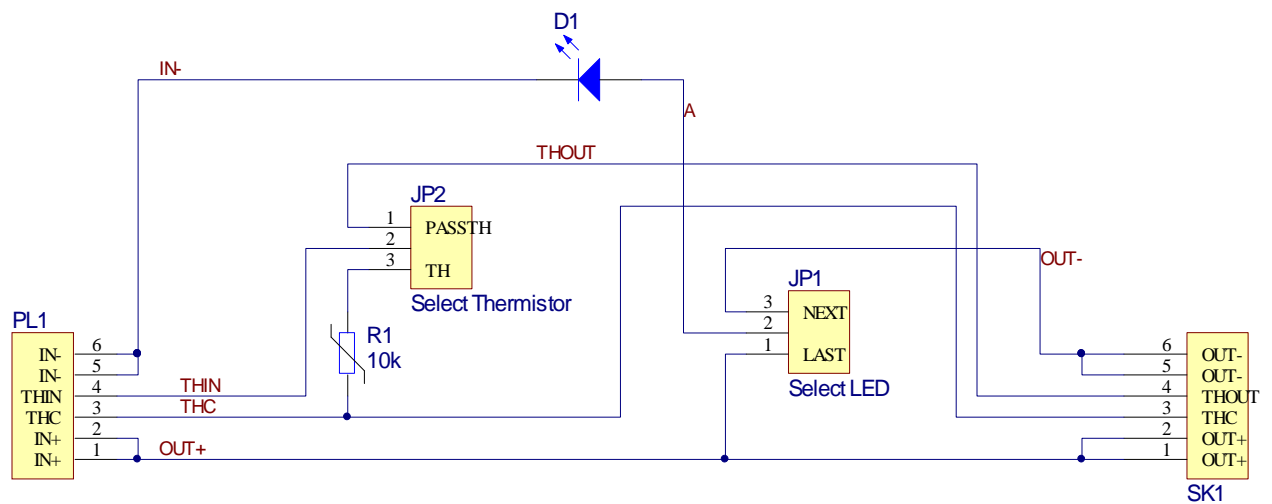 D1
IN-
A
THOUT
JP2
1 PASSTH
2
3 TH
Select Thermistor
OUT-
JP1
3 NEXT
2
1 LAST
Select LED
R1
10k
PL1
IN- 6
IN- 5
THIN 4
THC 3
IN+ 2
IN+ 1
THIN
THC
OUT+
6 OUT-
5 OUT-
4 THOUT
3 THC
2 OUT+
1 OUT+
SK1